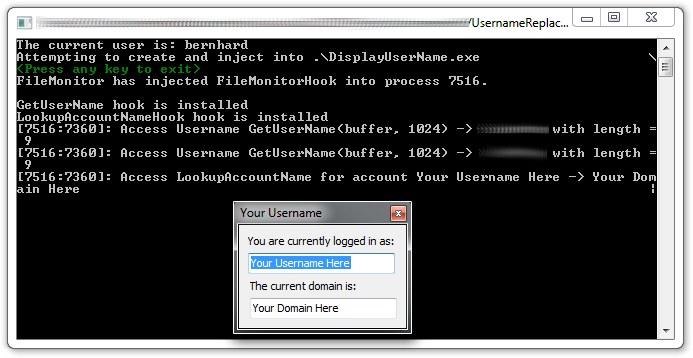 /UsernameReplac...
The current user is: bernhard
Attempting to create and inject into .\DisplayUserName.exe \
<Press any key to exit>
FileMonitor has injected FileMonitorHook into process 7516.
GetUserName hook is installed
LookupAccountNameHook hook is installed
[7516:7360]: Access Username GetUserName(buffer, 1024) -> with length =
9
[7516:7360]: Access Username GetUserName(buffer, 1024) -> with length =
9
[7516:7360]: Access LookupAccountName for account Your Username Here -> Your Dom
ain Here ¦
Your Username
You are currently logged in as:
Your Username Here
The current domain is:
Your Domain Here